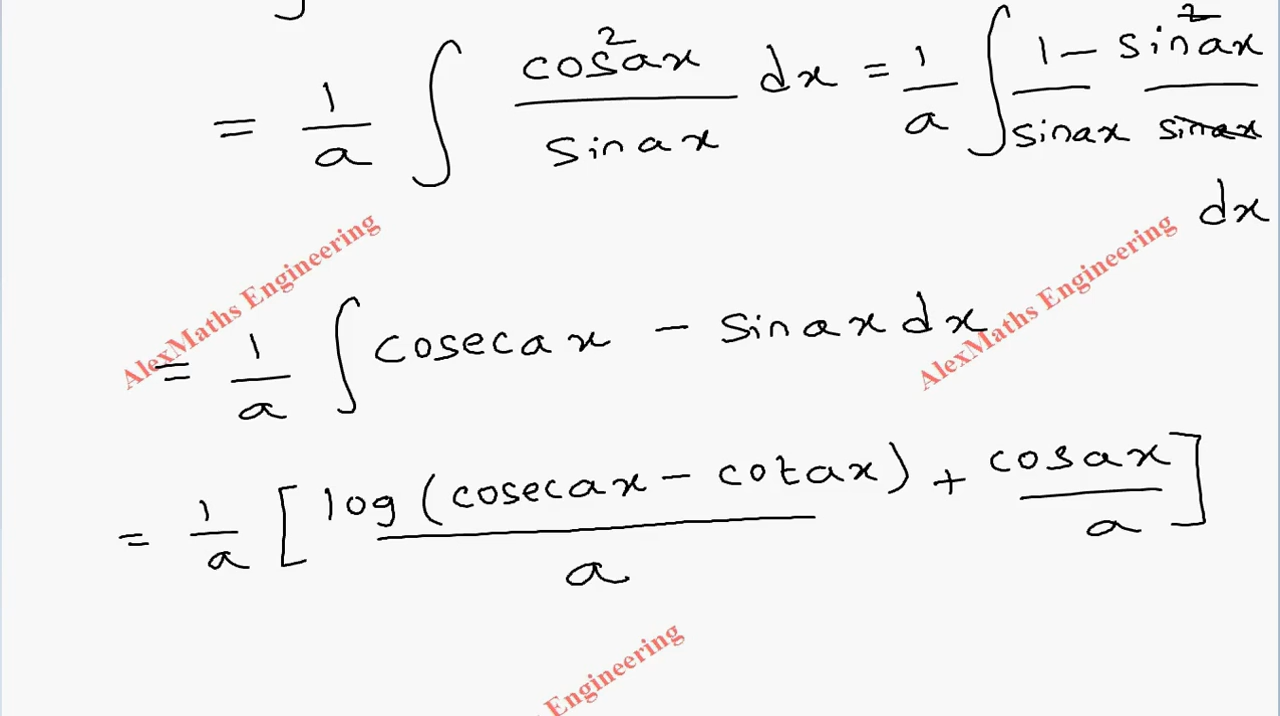 = 1/a ∫ cos²ax / sinax dx = 1/a ∫ 1/sinax − sin²ax/sinax
dx
AlexMaths Engineering
AlexMaths Engineering
= 1/a ∫ cosecax − sinax dx
= 1/a [ log(cosecax − cotax)/a + cosax/a ]
Engineering